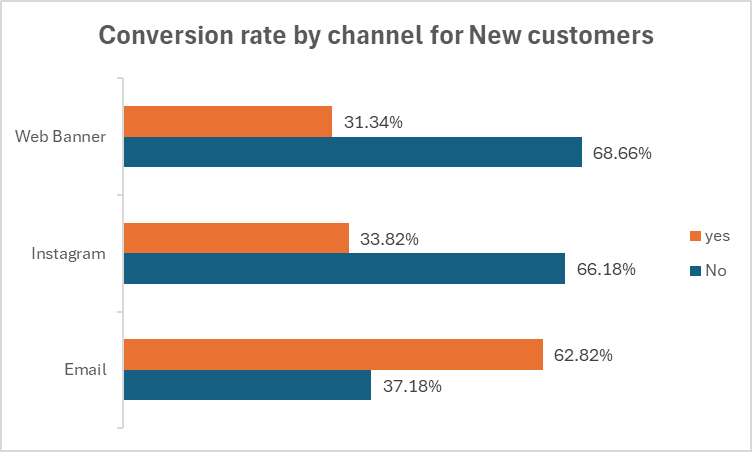 Conversion rate by channel for New customers
Web Banner
31.34%
68.66%
Instagram
33.82%
66.18%
Email
62.82%
37.18%
yes
No